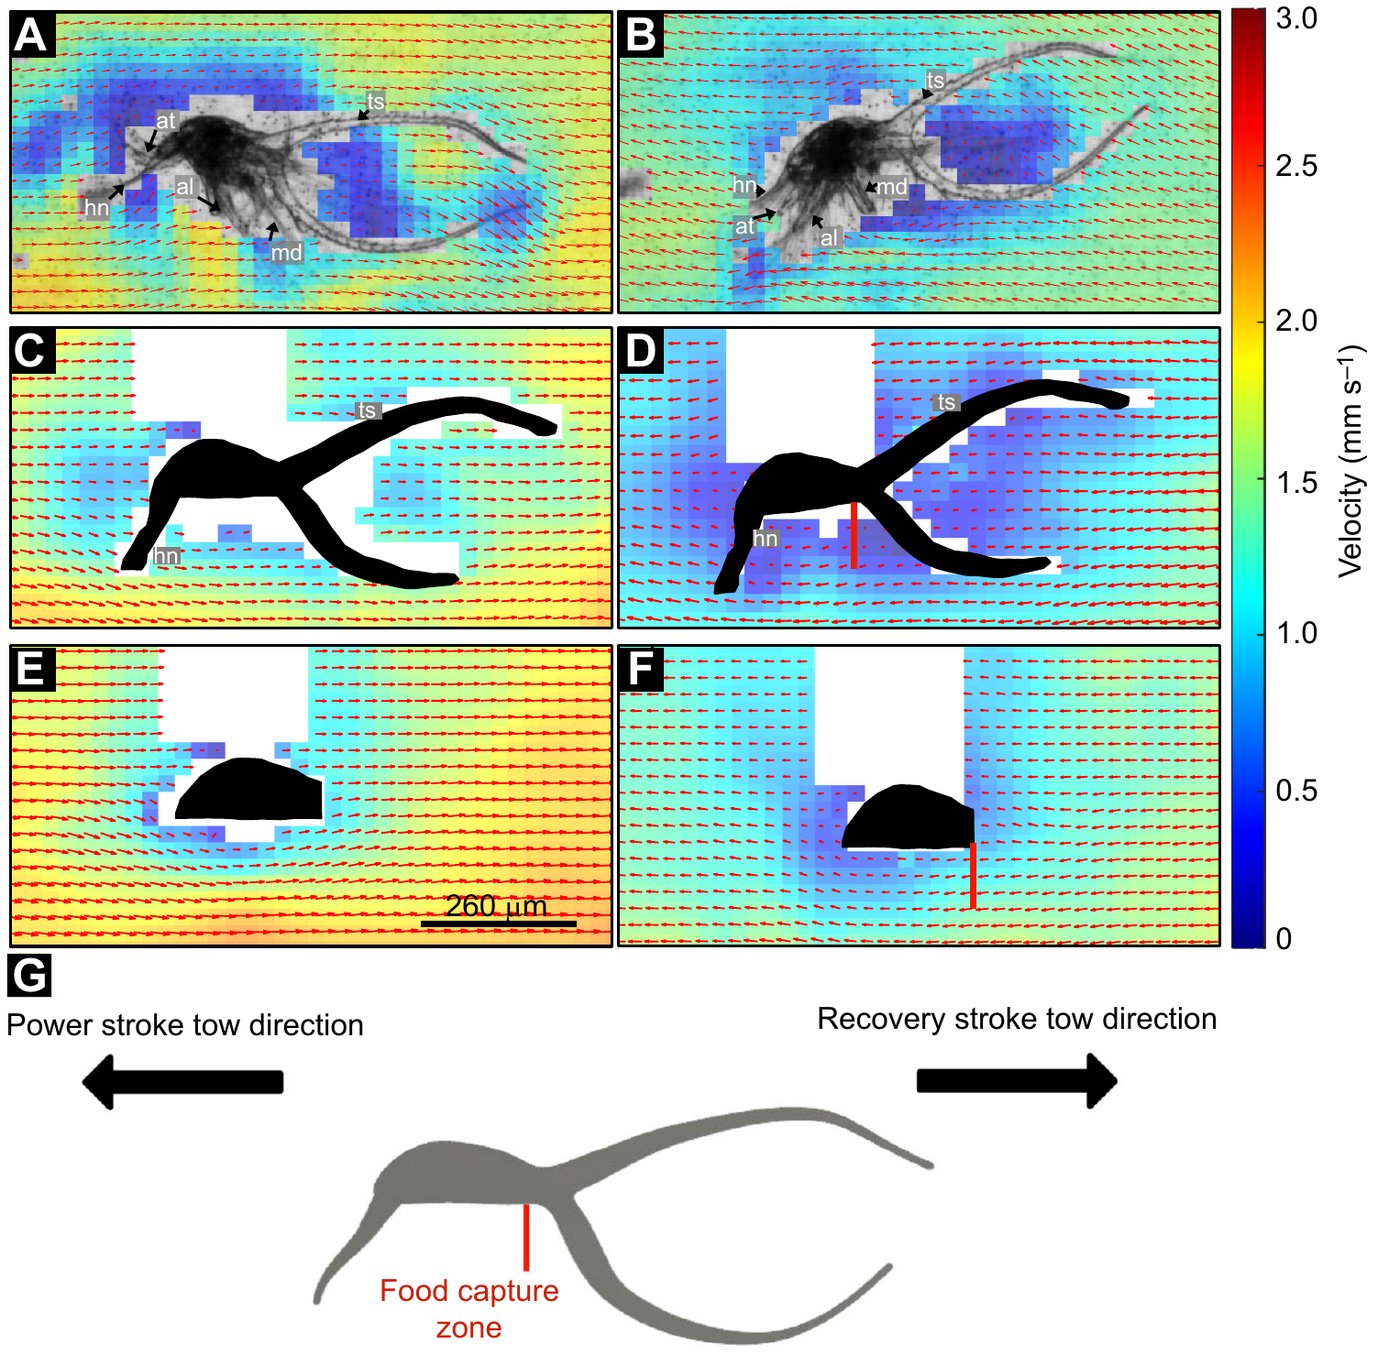 A
at
ts
al
hn
md
B
ts
hn
md
at
al
C
ts
hn
D
ts
hn
E
260 μm
F
3.0
2.5
2.0
1.5
1.0
0.5
0
Velocity (mm s–1)
G
Power stroke tow direction
Recovery stroke tow direction
Food capture
zone